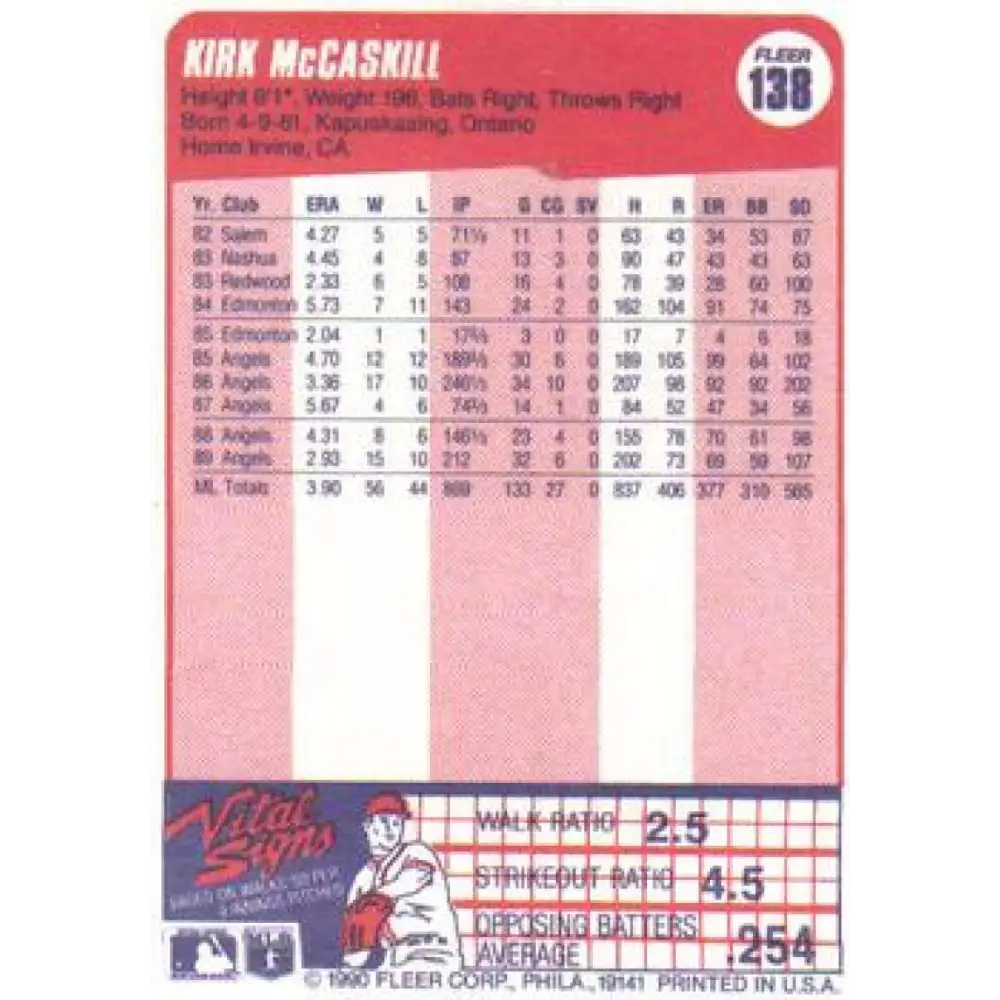 KIRK McCASKILL
FLEER
138
Height 6'1", Weight 196, Bats Right, Throws Right
Born 4-9-61, Kapuskasing, Ontario
Home Irvine, CA
Yr. Club ERA W L IP G CG SV H R ER BB SO
82 Salem 4.27 5 5 71⅓ 11 1 0 63 43 34 53 87
83 Nashua 4.45 4 8 87 13 3 0 90 47 43 43 63
83 Redwood 2.33 6 5 108 16 4 0 78 39 28 60 100
84 Edmonton 5.73 7 11 143 24 2 0 162 104 91 74 75
85 Edmonton 2.04 1 1 17⅔ 3 0 0 17 7 4 6 18
85 Angels 4.70 12 12 189⅔ 30 6 0 189 105 99 64 102
86 Angels 3.36 17 10 246⅓ 34 10 0 207 98 92 92 202
87 Angels 5.67 4 6 74⅔ 14 1 0 84 52 47 34 56
88 Angels 4.31 8 6 146⅓ 23 4 0 155 78 70 61 98
89 Angels 2.93 15 10 212 32 6 0 202 73 69 59 107
ML Totals 3.90 56 44 869 133 27 0 837 406 377 310 565
Vital Signs
BASED ON WALKS, SO PER
9 INNINGS PITCHED
WALK RATIO 2.5
STRIKEOUT RATIO 4.5
OPPOSING BATTERS
AVERAGE .254
© 1990 FLEER CORP., PHILA., 19141 PRINTED IN U.S.A.